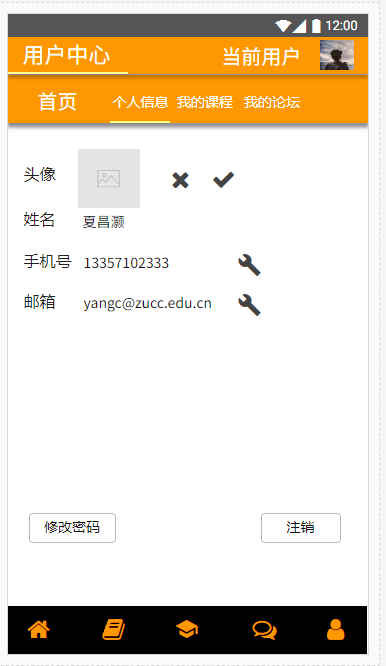 12:00
用户中心 当前用户
首页 个人信息 我的课程 我的论坛
头像
姓名 夏昌灏
手机号 13357102333
邮箱 yangc@zucc.edu.cn
修改密码 注销